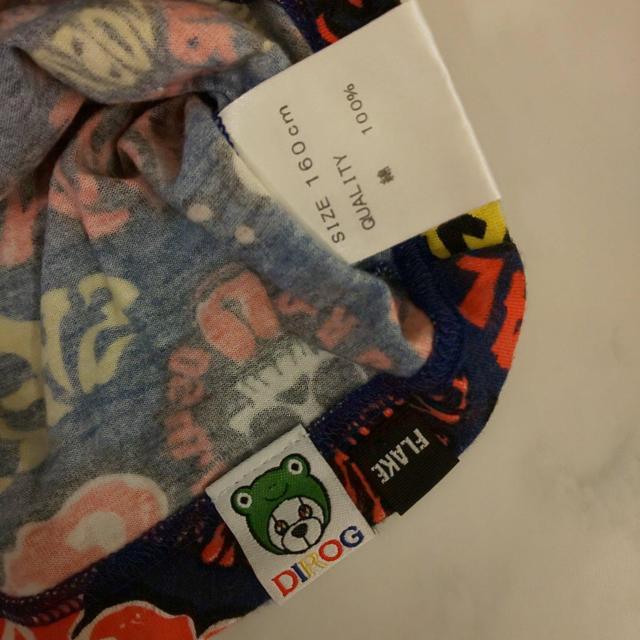 SIZE 160cm
QUALITY
綿 100%
FLAKE
DIROG